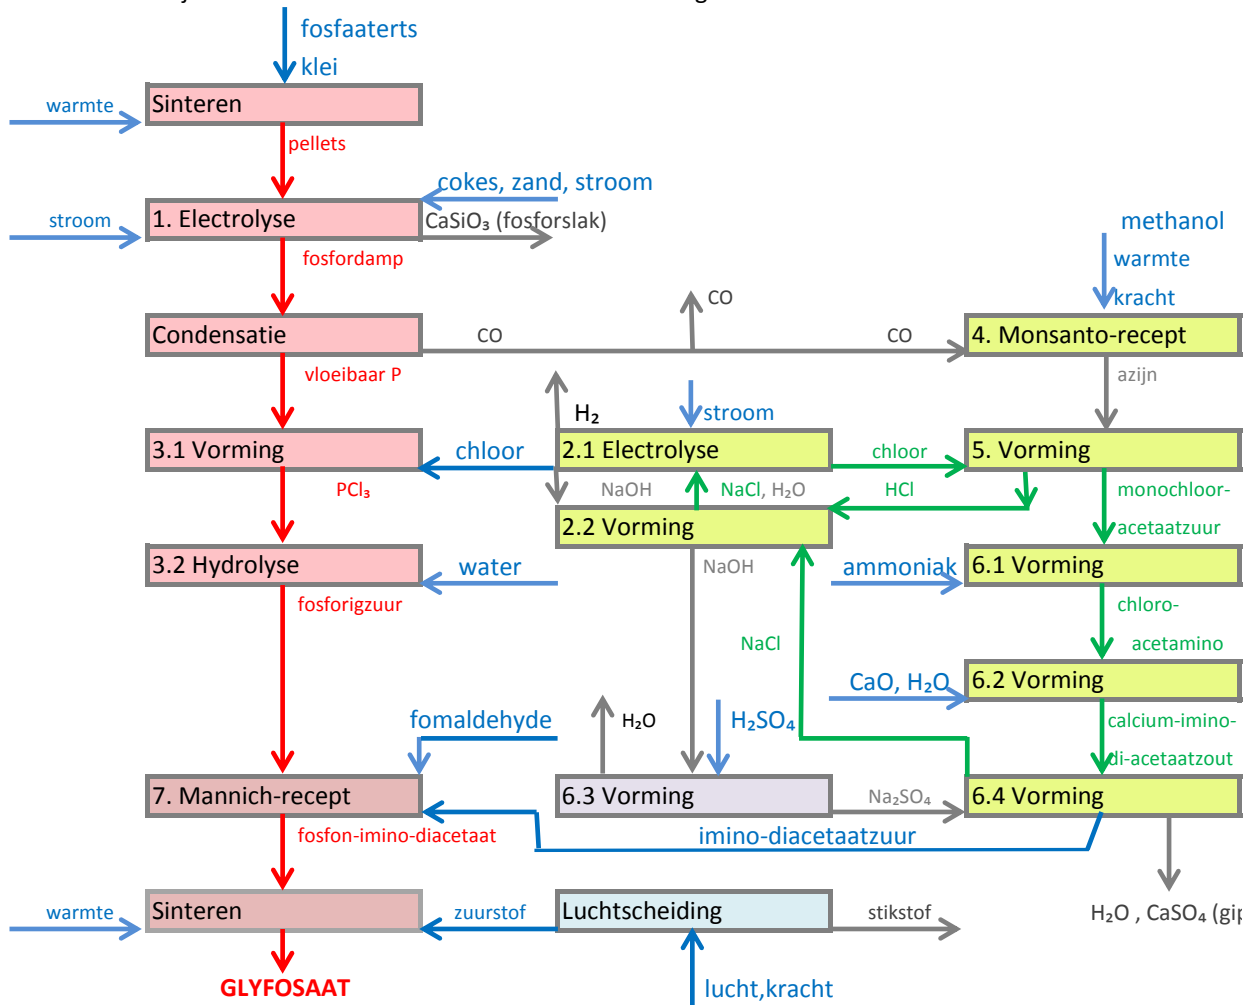 fosfaaterts
klei
warmte
Sinteren
pellets
cokes, zand, stroom
stroom
1. Electrolyse
CaSiO₃ (fosforslak)
methanol
fosfordamp
warmte
CO
kracht
Condensatie
CO
CO
4. Monsanto-recept
vloeibaar P
azijn
H₂
stroom
3.1 Vorming
chloor
2.1 Electrolyse
chloor
5. Vorming
PCl₃
NaOH
NaCl, H₂O
HCl
monochloor-
2.2 Vorming
acetaatzuur
3.2 Hydrolyse
water
NaOH
ammoniak
6.1 Vorming
fosforigzuur
chloro-
NaCl
acetamino
CaO, H₂O
6.2 Vorming
fomaldehyde
H₂O
H₂SO₄
calcium-imino-
di-acetaatzout
7. Mannich-recept
6.3 Vorming
Na₂SO₄
6.4 Vorming
fosfon-imino-diacetaat
imino-diacetaatzuur
warmte
Sinteren
zuurstof
Luchtscheiding
stikstof
H₂O , CaSO₄ (gip
GLYFOSAAT
lucht,kracht